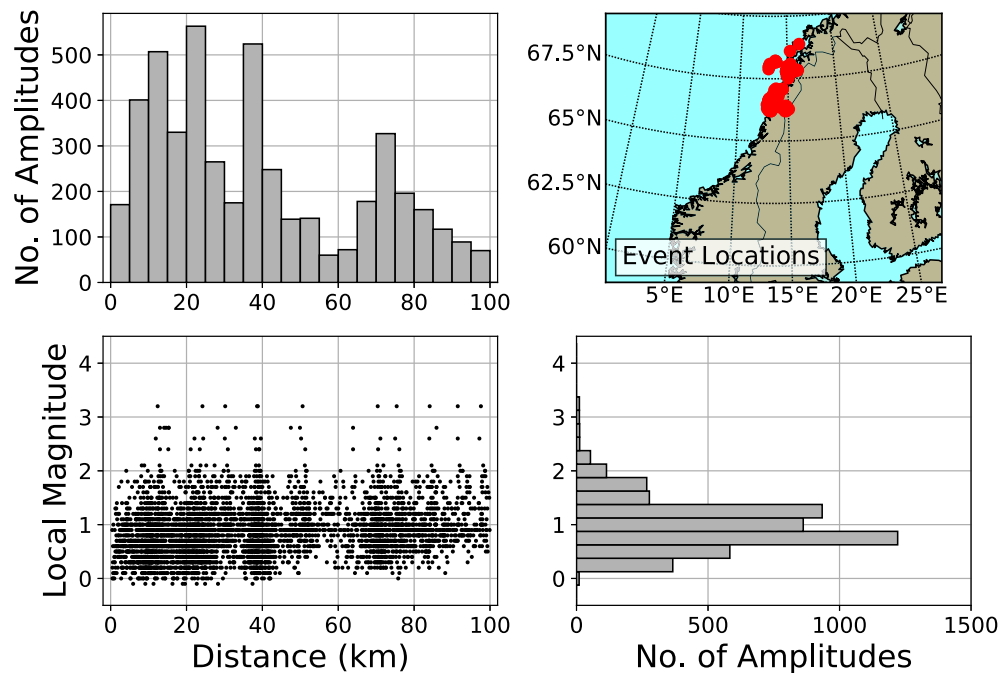 No. of Amplitudes
500
400
300
200
100
0
0 20 40 60 80 100
67.5°N
65°N
62.5°N
60°N
Event Locations
5°E 10°E 15°E 20°E 25°E
Local Magnitude
4
3
2
1
0
0 20 40 60 80 100
Distance (km)
4
3
2
1
0
0 500 1000 1500
No. of Amplitudes